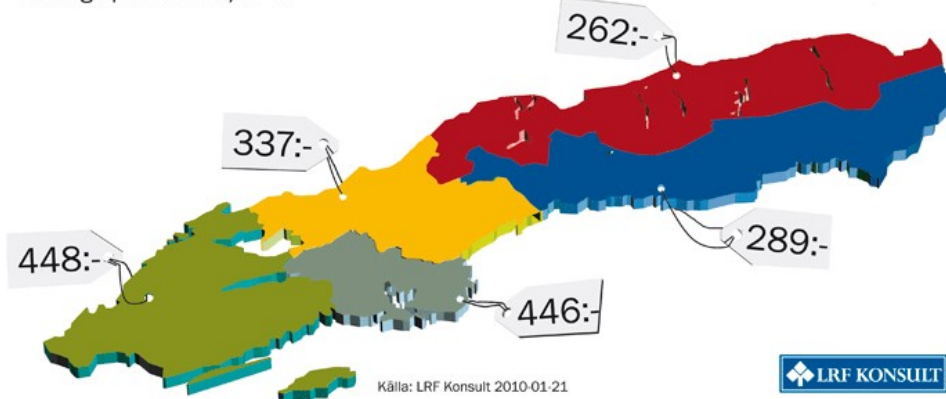 262:-
337:-
448:-
289:-
446:-
Källa: LRF Konsult 2010-01-21
LRF KONSULT